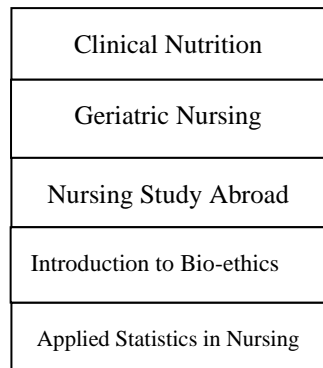 Clinical Nutrition
Geriatric Nursing
Nursing Study Abroad
Introduction to Bio-ethics
Applied Statistics in Nursing